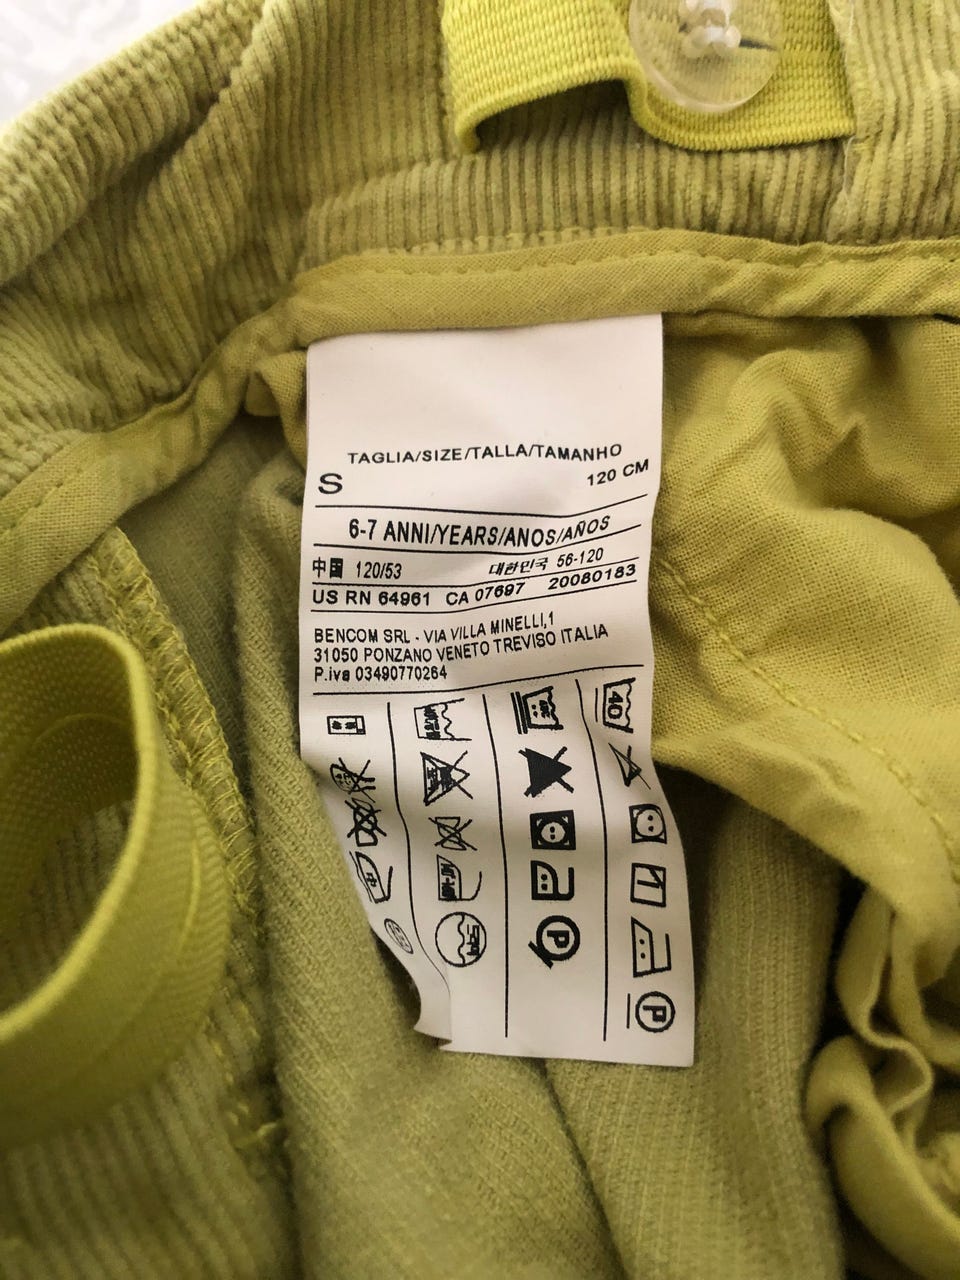 TAGLIA/SIZE/TALLA/TAMANHO
S 120 CM
6-7 ANNI/YEARS/ANOS/AÑOS
中国 120/53 대한민국 56-120
US RN 64961 CA 07697 20080183
BENCOM SRL - VIA VILLA MINELLI,1
31050 PONZANO VENETO TREVISO ITALIA
P.iva 03490770264
40
P
P